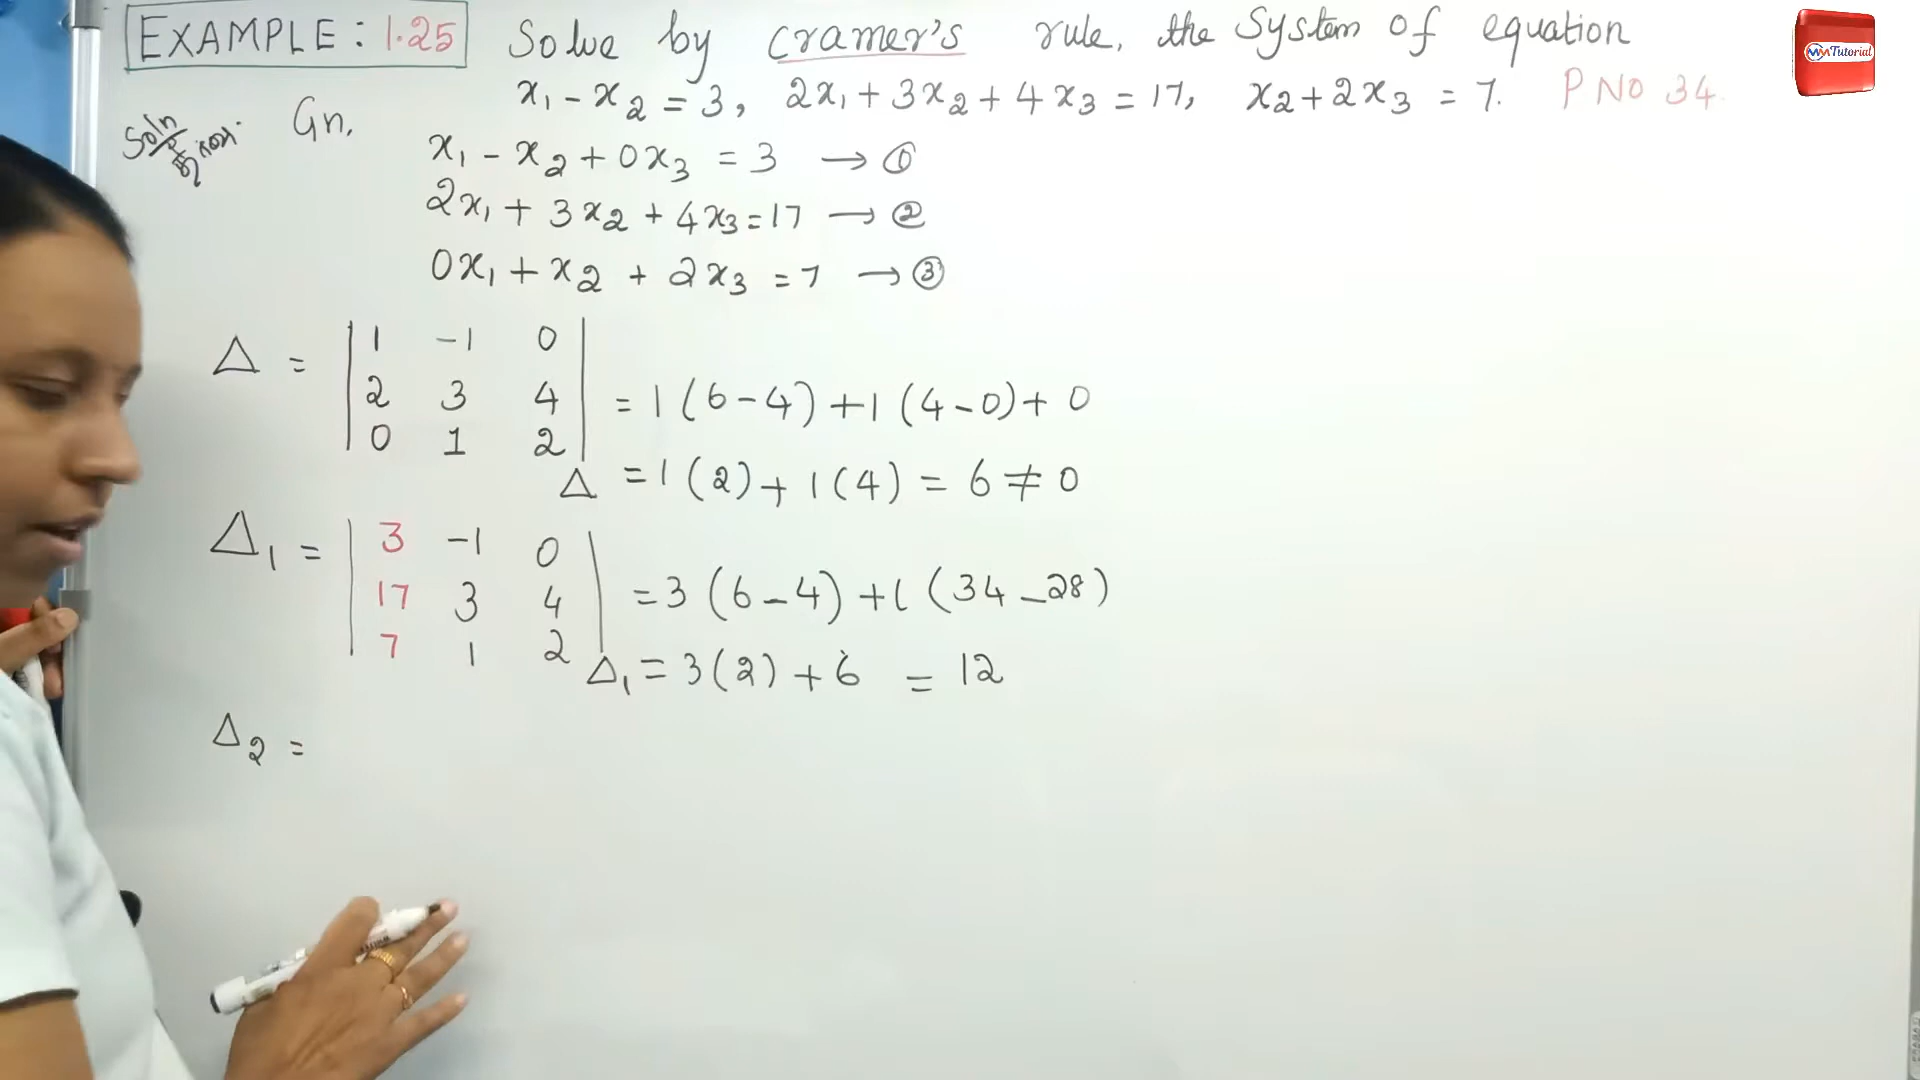 EXAMPLE: 1.25 Solve by cramer's rule, the System of equation
x₁ - x₂ = 3, 2x₁ + 3x₂ + 4x₃ = 17, x₂ + 2x₃ = 7. P NO 34.
MM Tutorial
Soln Gn,
x₁ - x₂ + 0x₃ = 3 → ①
2x₁ + 3x₂ + 4x₃ = 17 → ②
0x₁ + x₂ + 2x₃ = 7 → ③
Δ = | 1 -1 0 |
| 2 3 4 | = 1(6-4) + 1(4-0) + 0
| 0 1 2 |
Δ = 1(2) + 1(4) = 6 ≠ 0
Δ₁ = | 3 -1 0 |
| 17 3 4 | = 3(6-4) + 1(34-28)
| 7 1 2 |
Δ₁ = 3(2) + 6 = 12
Δ₂ =